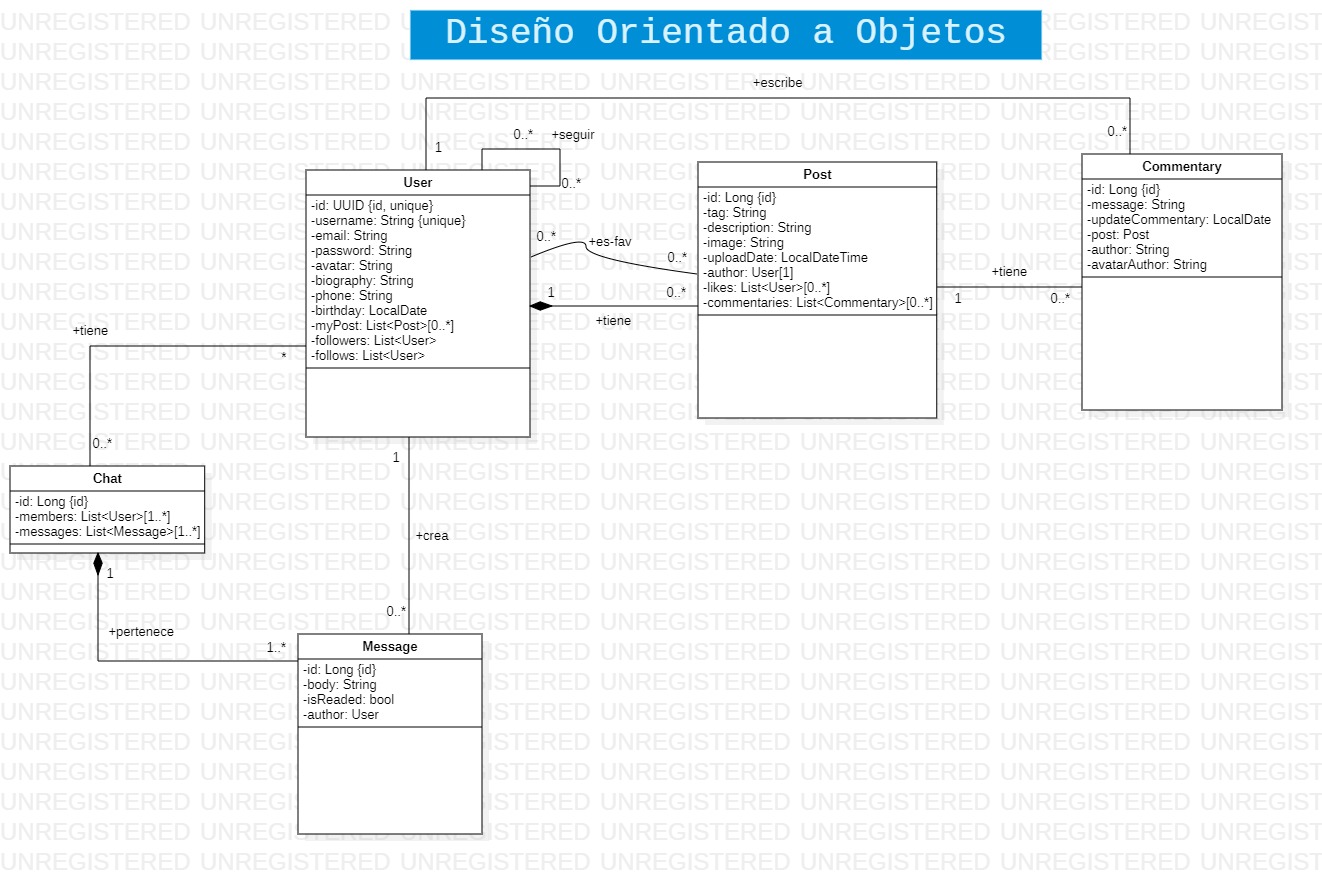 Diseño Orientado a Objetos
+escribe
0..*
1
0..*
+seguir
0..*
User
-id: UUID {id, unique}
-username: String {unique}
-email: String
-password: String
-avatar: String
-biography: String
-phone: String
-birthday: LocalDate
-myPost: List<Post>[0..*]
-followers: List<User>
-follows: List<User>
0..*
+es-fav
0..*
1
0..*
+tiene
Post
-id: Long {id}
-tag: String
-description: String
-image: String
-uploadDate: LocalDateTime
-author: User[1]
-likes: List<User>[0..*]
-commentaries: List<Commentary>[0..*]
+tiene
1
0..*
Commentary
-id: Long {id}
-message: String
-updateCommentary: LocalDate
-post: Post
-author: String
-avatarAuthor: String
+tiene
*
0..*
Chat
-id: Long {id}
-members: List<User>[1..*]
-messages: List<Message>[1..*]
1
+pertenece
1..*
1
+crea
0..*
Message
-id: Long {id}
-body: String
-isReaded: bool
-author: User
UNREGISTERED